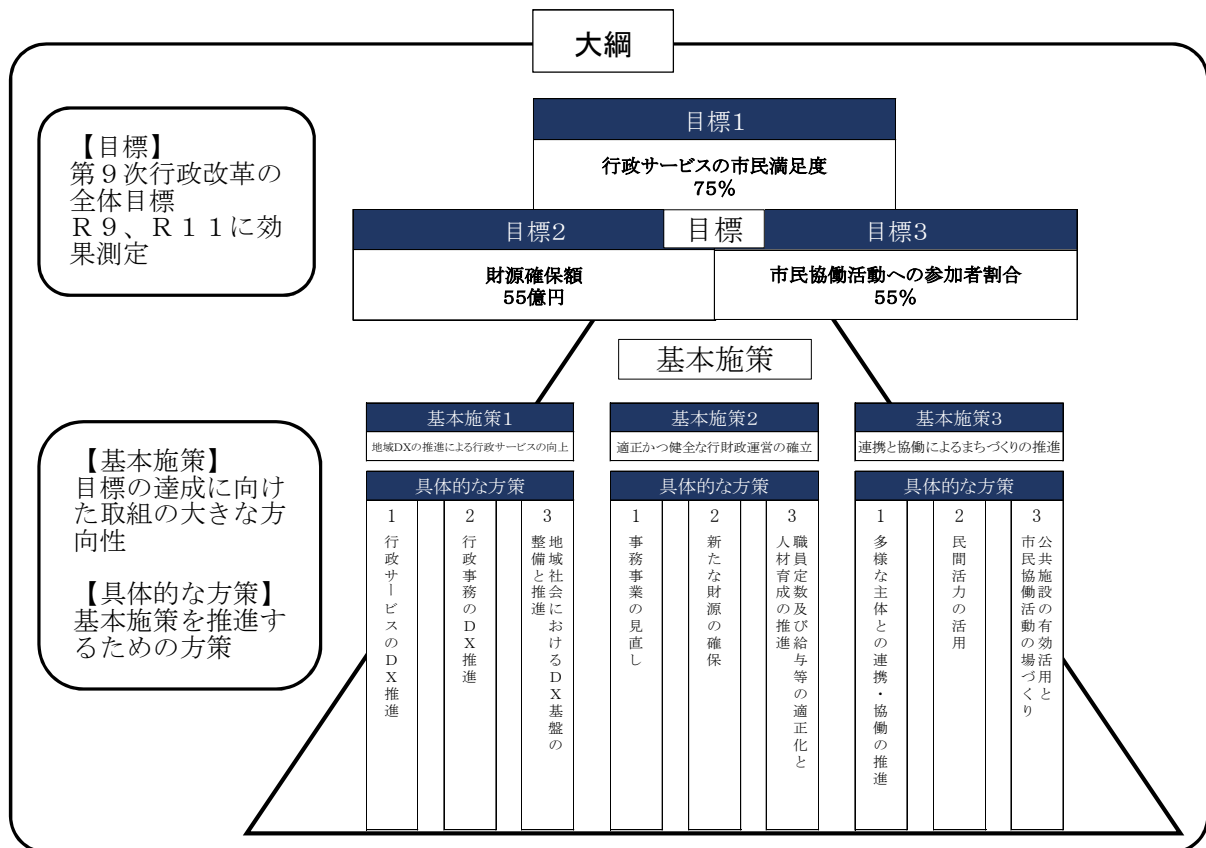 大綱
【目標】
第９次行政改革の
全体目標
Ｒ９、Ｒ１１に効
果測定
目標1
行政サービスの市民満足度
75%
目標2
目標
目標3
財源確保額
55億円
市民協働活動への参加者割合
55%
基本施策
【基本施策】
目標の達成に向け
た取組の大きな方
向性
【具体的な方策】
基本施策を推進す
るための方策
基本施策1
地域DXの推進による行政サービスの向上
具体的な方策
1
行政サービスのＤＸ推進
2
行政事務のＤＸ推進
3
地域社会におけるＤＸ基盤の
整備と推進
基本施策2
適正かつ健全な行財政運営の確立
具体的な方策
1
事務事業の見直し
2
新たな財源の確保
3
職員定数及び給与等の適正化と
人材育成の推進
基本施策3
連携と協働によるまちづくりの推進
具体的な方策
1
多様な主体との連携・協働の推進
2
民間活力の活用
3
公共施設の有効活用と
市民協働活動の場づくり